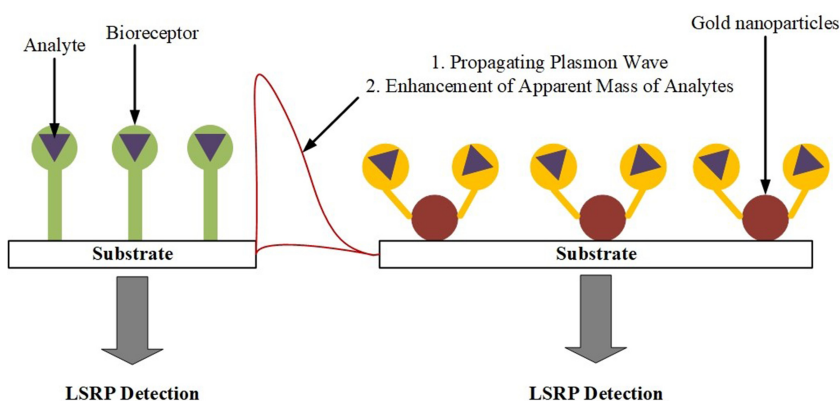 Gold nanoparticles
Bioreceptor
Analyte
1. Propagating Plasmon Wave
2. Enhancement of Apparent Mass of Analytes
Substrate
Substrate
LSRP Detection
LSRP Detection